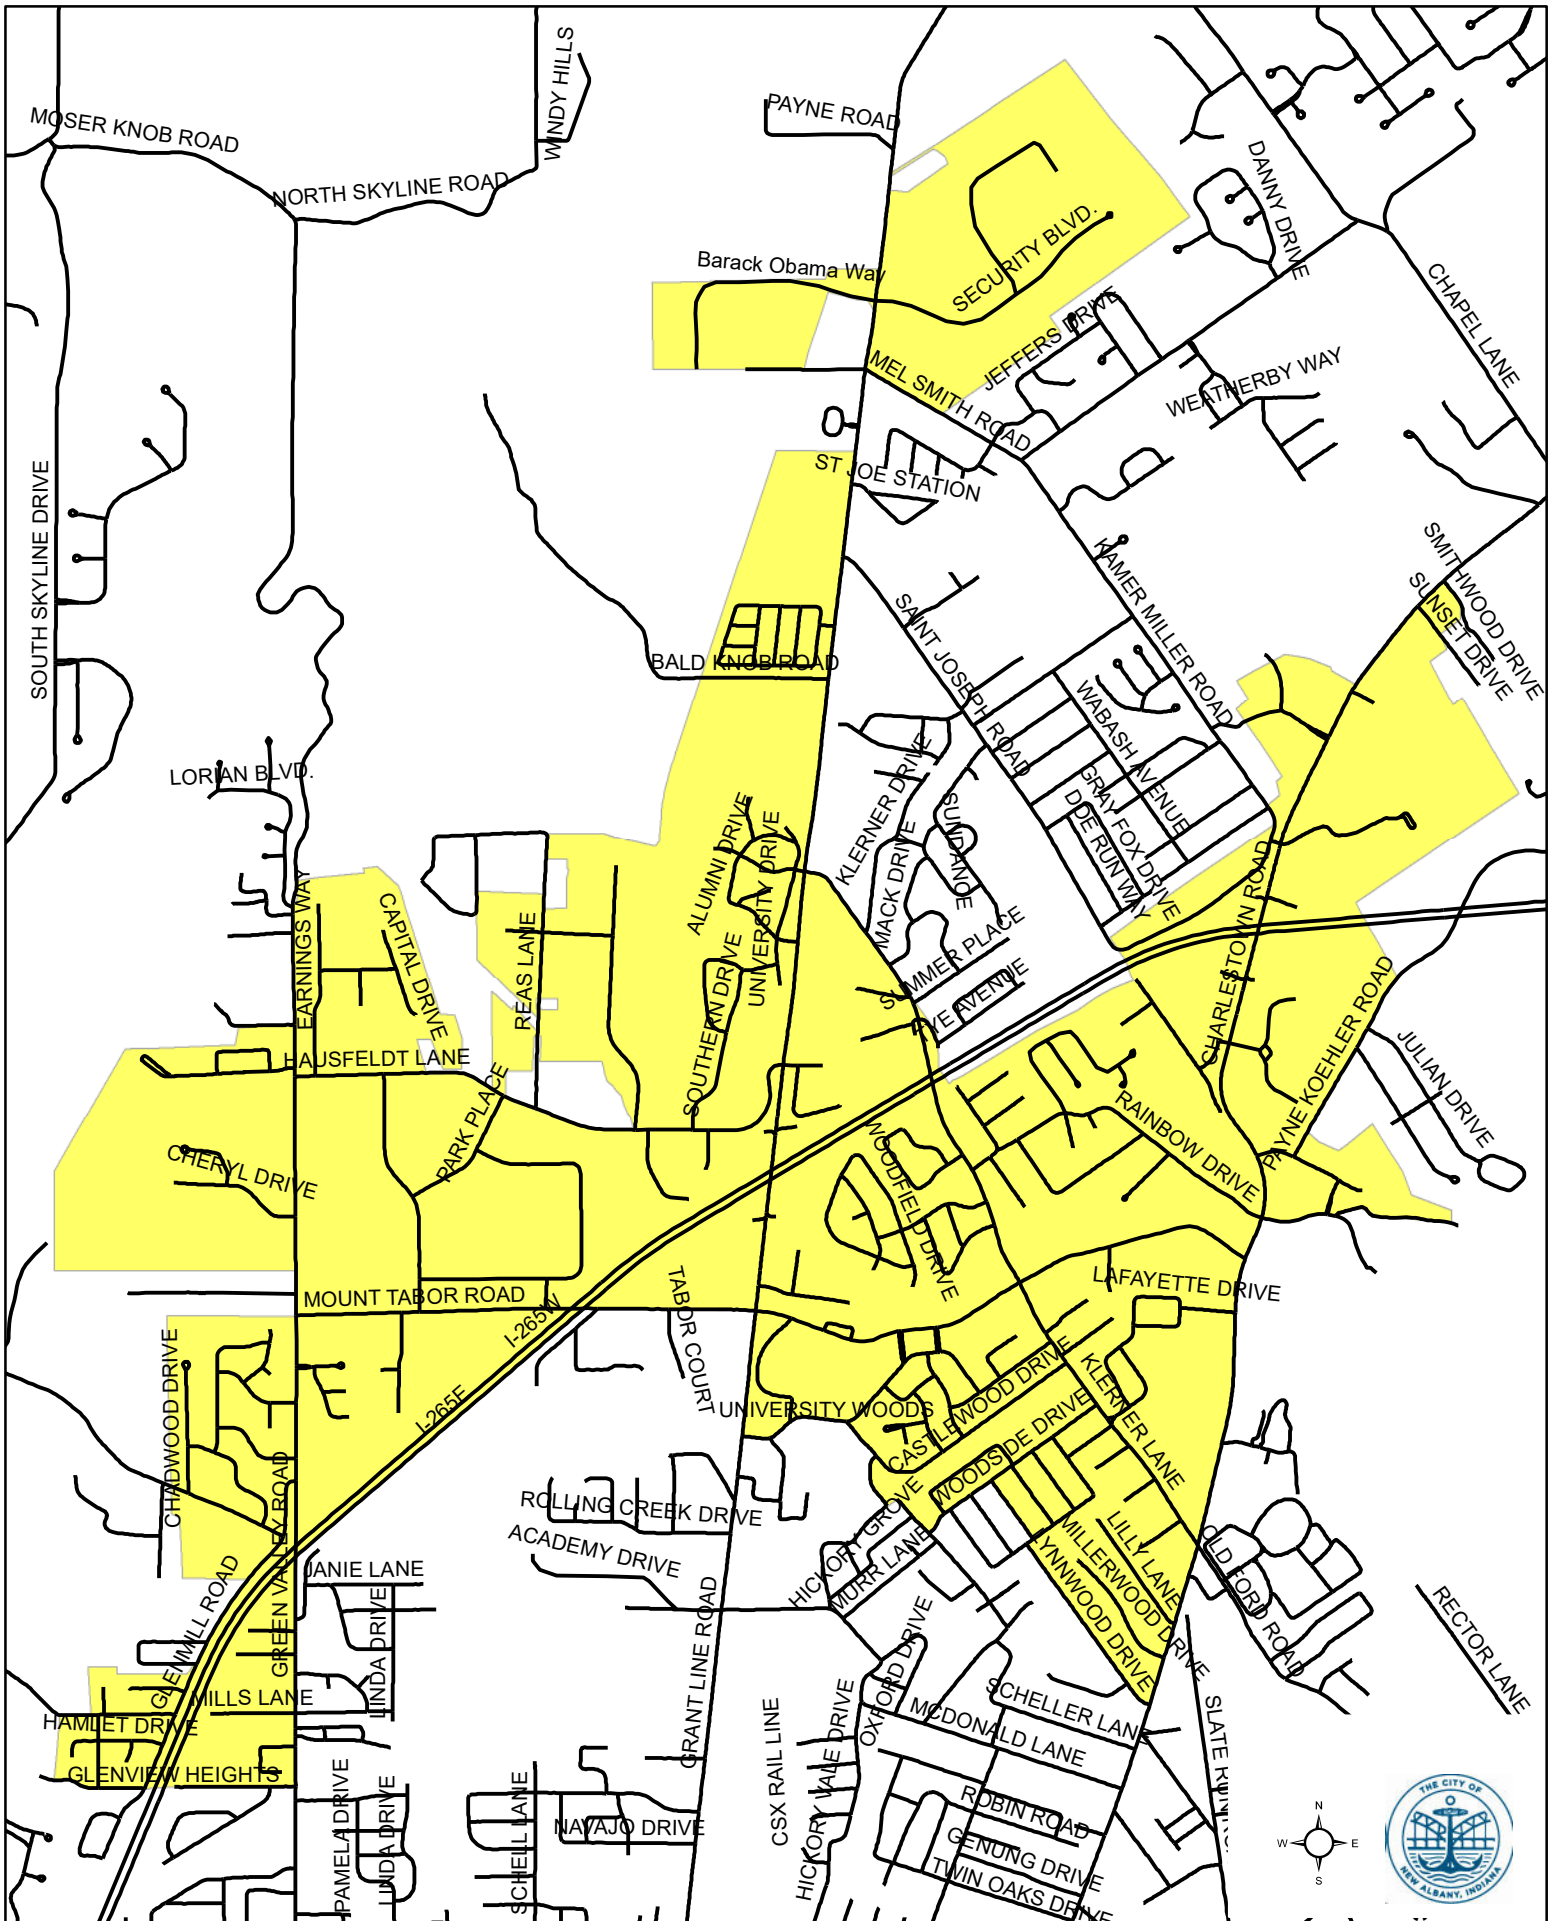 WINDY HILLS
MOSER KNOB ROAD
PAYNE ROAD
NORTH SKYLINE ROAD
DANNY DRIVE
Barack Obama Way
SECURITY BLVD.
CHAPEL LANE
JEFFERS DRIVE
MEL SMITH ROAD
WEATHERBY WAY
ST JOE STATION
SOUTH SKYLINE DRIVE
KAMER MILLER ROAD
SMITHWOOD DRIVE
SUNSET DRIVE
SAINT JOSEPH ROAD
BALD KNOB ROAD
WABASH AVENUE
LORIAN BLVD.
KLERNER DRIVE
GRAY FOX DRIVE
DOE RUN WAY
SUNDANCE
ALUMNI DRIVE
UNIVERSITY DRIVE
MACK DRIVE
CHARLESTOWN ROAD
EARNINGS WAY
CAPITAL DRIVE
REAS LANE
SOUTHERN DRIVE
SUMMER PLACE
PYE AVENUE
PAYNE KOEHLER ROAD
JULIAN DRIVE
HAUSFELDT LANE
PARK PLACE
RAINBOW DRIVE
WOODFIELD DRIVE
CHERYL DRIVE
LAFAYETTE DRIVE
MOUNT TABOR ROAD
I-265W
TABOR COURT
CHADWOOD DRIVE
I-265E
UNIVERSITY WOODS
CASTLEWOOD DRIVE
KLERNER LANE
WOODSIDE DRIVE
GREEN VALLEY ROAD
ROLLING CREEK DRIVE
ACADEMY DRIVE
HICKORY GROVE
MURR LANE
LYNNWOOD DRIVE
MILLERWOOD DRIVE
LILLY LANE
OLD FORD ROAD
RECTOR LANE
JANIE LANE
GLENMILL ROAD
LINDA DRIVE
GRANT LINE ROAD
OXFORD DRIVE
MILLS LANE
HAMLET DRIVE
SCHELLER LANE
MCDONALD LANE
SLATE RUN
GLENVIEW HEIGHTS
CSX RAIL LINE
HICKORY VALE DRIVE
PAMELA DRIVE
LINDA DRIVE
SCHELL LANE
NAVAJO DRIVE
ROBIN ROAD
GENUNG DRIVE
TWIN OAKS DRIVE
N
W
E
S
THE CITY OF
NEW ALBANY, INDIANA